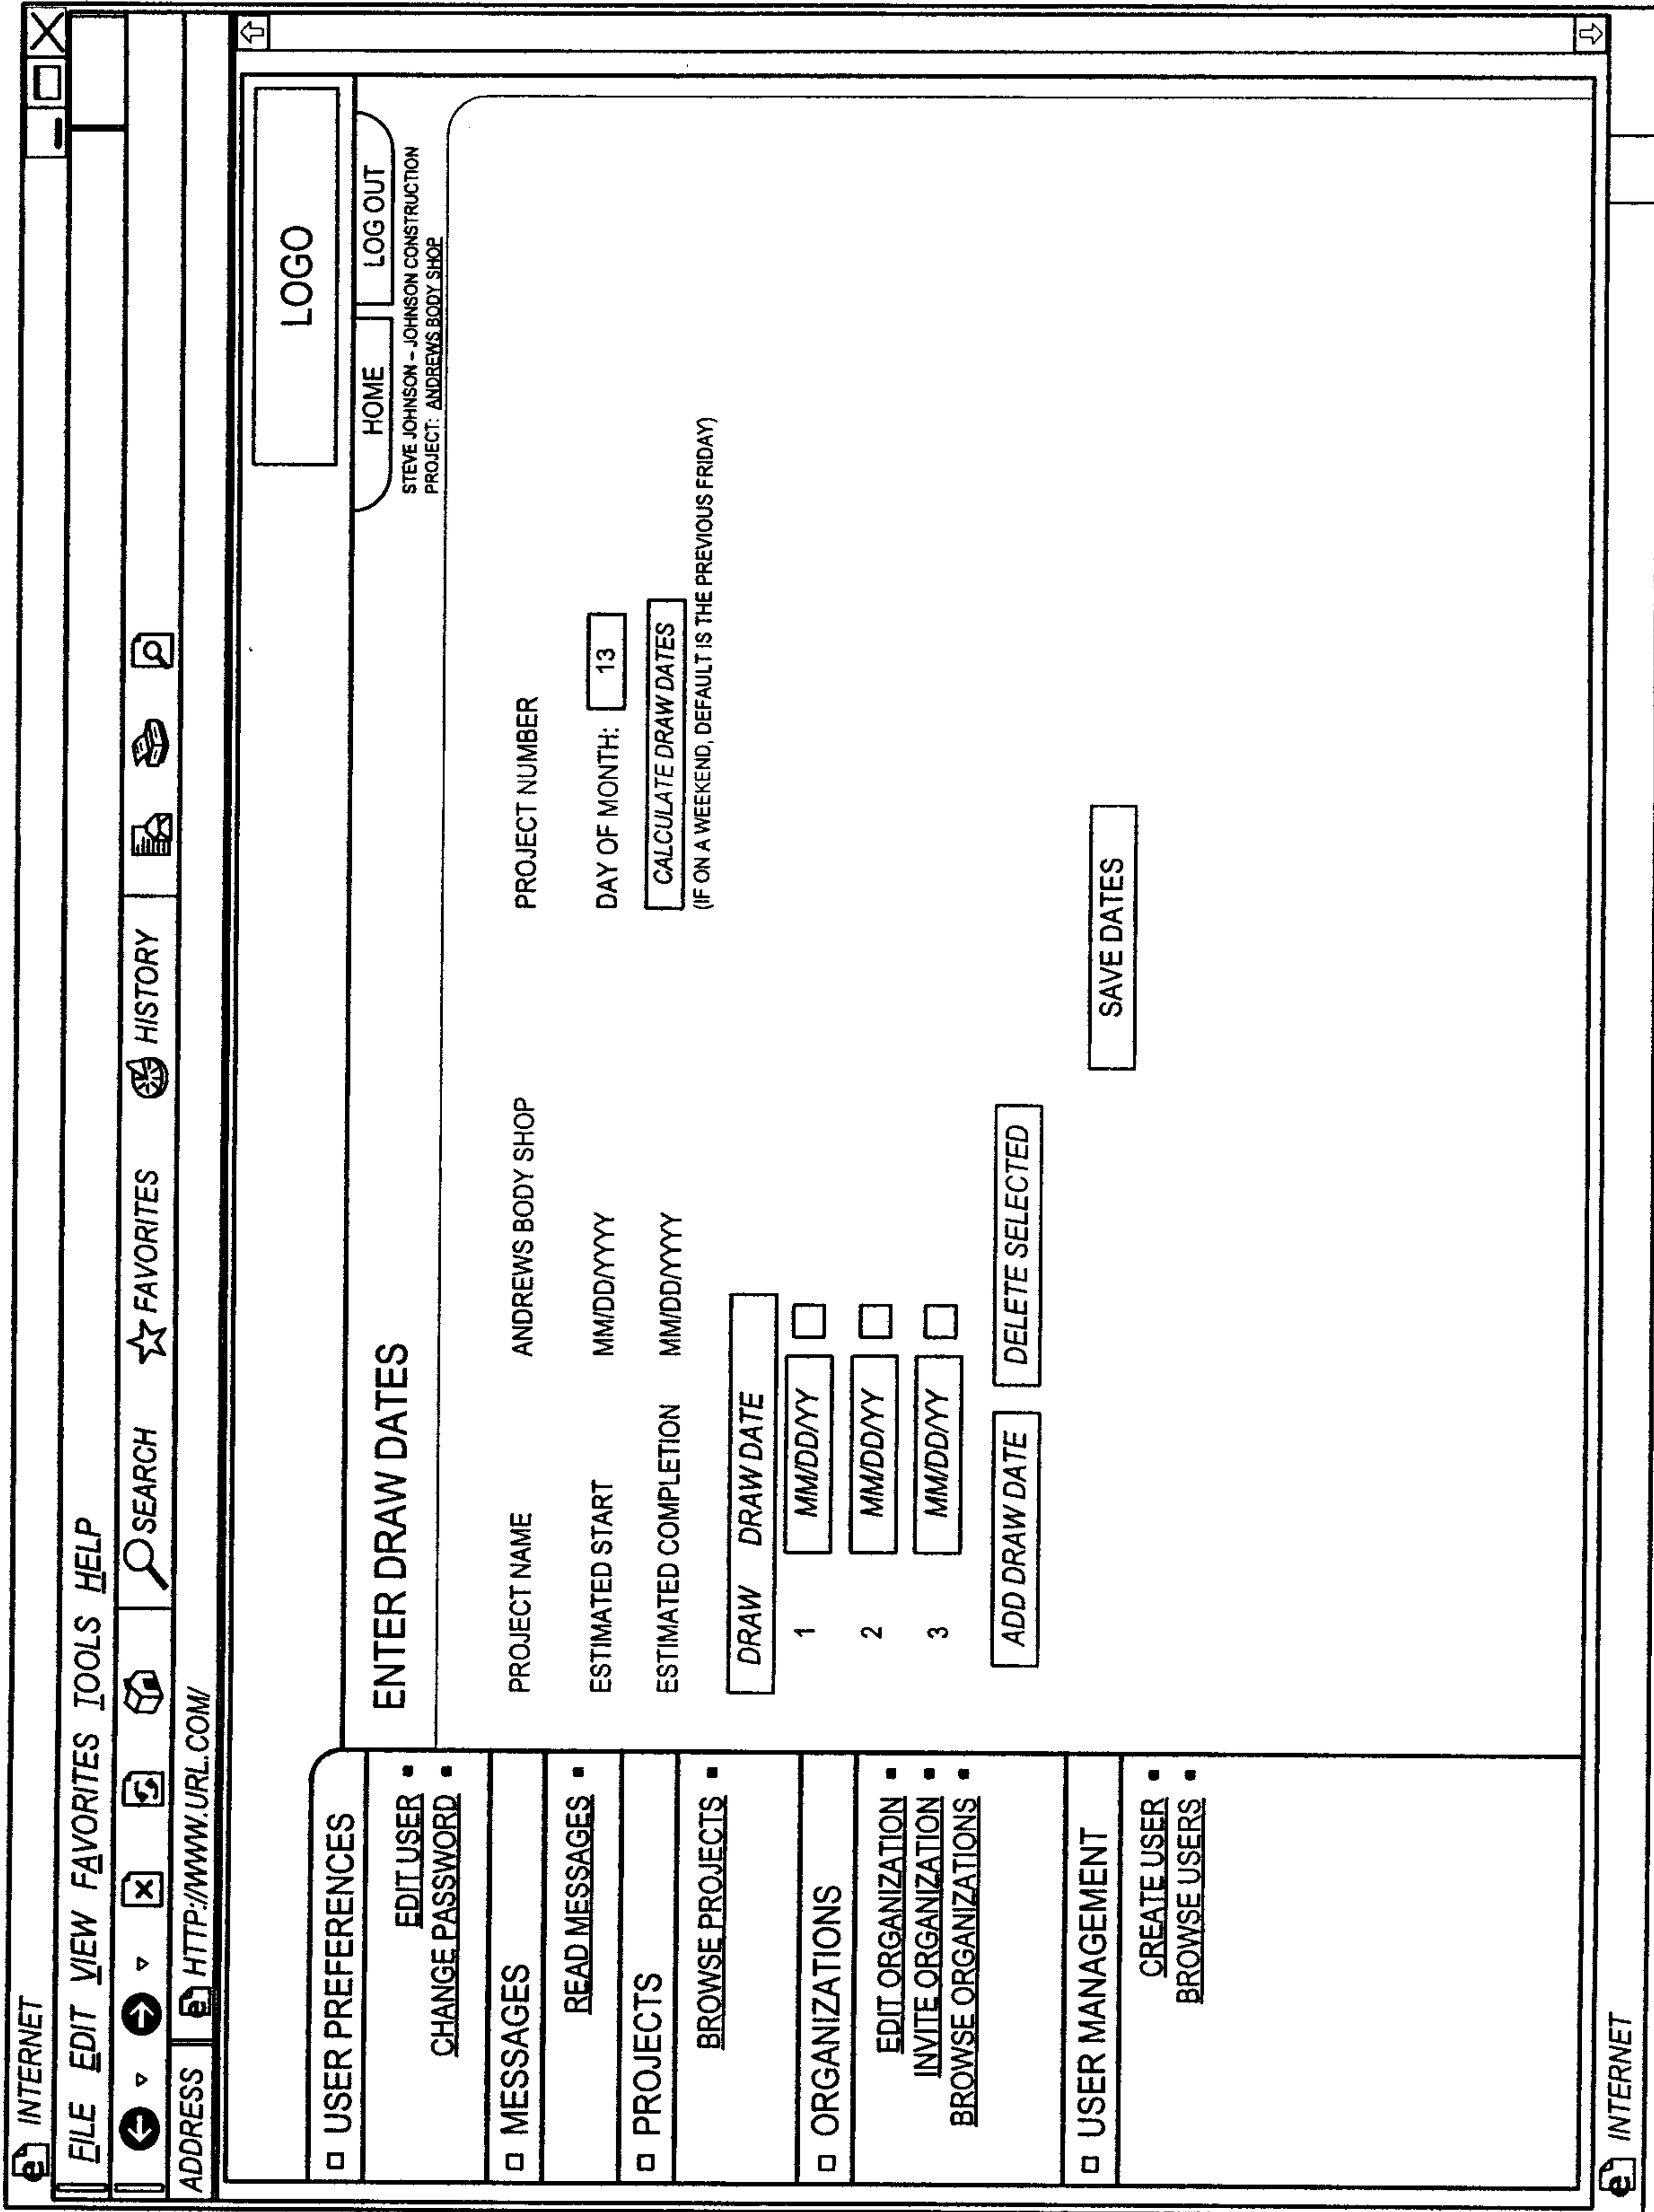 INTERNET
FILE EDIT VIEW FAVORITES TOOLS HELP
SEARCH FAVORITES HISTORY
ADDRESS HTTP://WWW.URL.COM/
LOGO
HOME LOG OUT
STEVE JOHNSON – JOHNSON CONSTRUCTION
PROJECT: ANDREWS BODY SHOP
USER PREFERENCES
EDIT USER
CHANGE PASSWORD
MESSAGES
READ MESSAGES
PROJECTS
BROWSE PROJECTS
ORGANIZATIONS
EDIT ORGANIZATION
INVITE ORGANIZATION
BROWSE ORGANIZATIONS
USER MANAGEMENT
CREATE USER
BROWSE USERS
ENTER DRAW DATES
PROJECT NAME ANDREWS BODY SHOP PROJECT NUMBER
ESTIMATED START MM/DD/YYYY DAY OF MONTH: 13
ESTIMATED COMPLETION MM/DD/YYYY CALCULATE DRAW DATES
(IF ON A WEEKEND, DEFAULT IS THE PREVIOUS FRIDAY)
DRAW DRAW DATE
1 MM/DD/YY
2 MM/DD/YY
3 MM/DD/YY
ADD DRAW DATE DELETE SELECTED
SAVE DATES
INTERNET